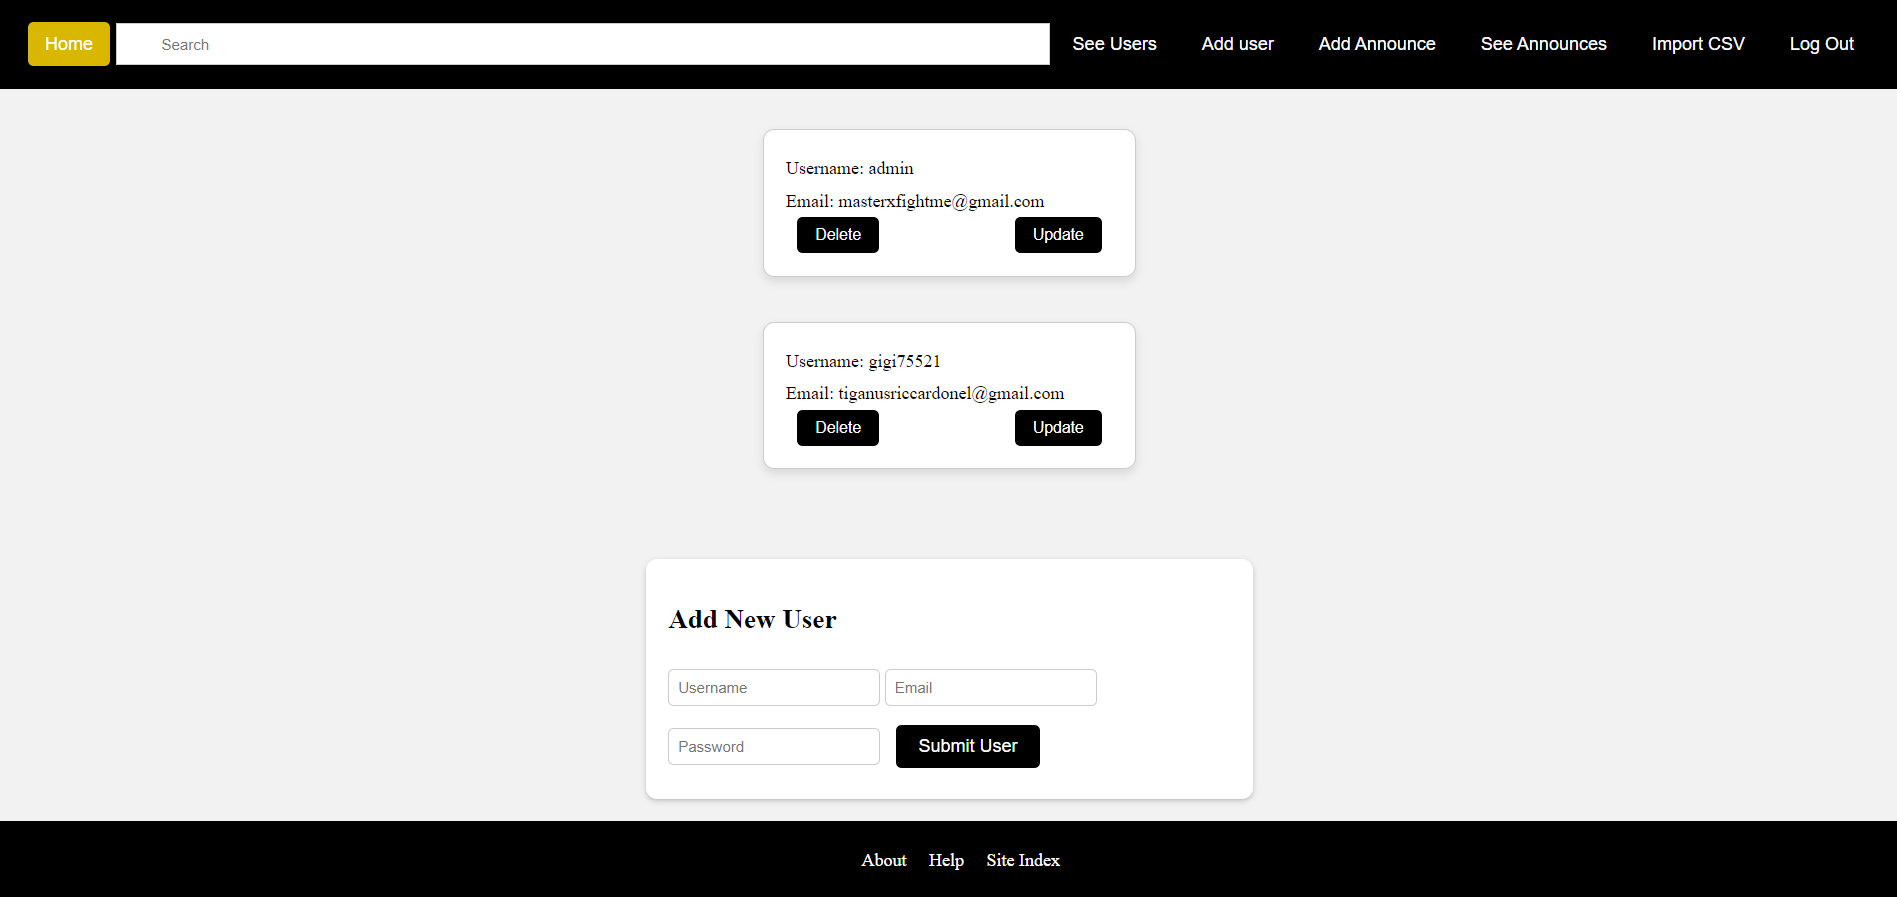 Home Search See Users Add user Add Announce See Announces Import CSV Log Out
Username: admin
Email: masterxfightme@gmail.com
Delete Update
Username: gigi75521
Email: tiganusriccardonel@gmail.com
Delete Update
Add New User
Username Email
Password Submit User
About Help Site Index